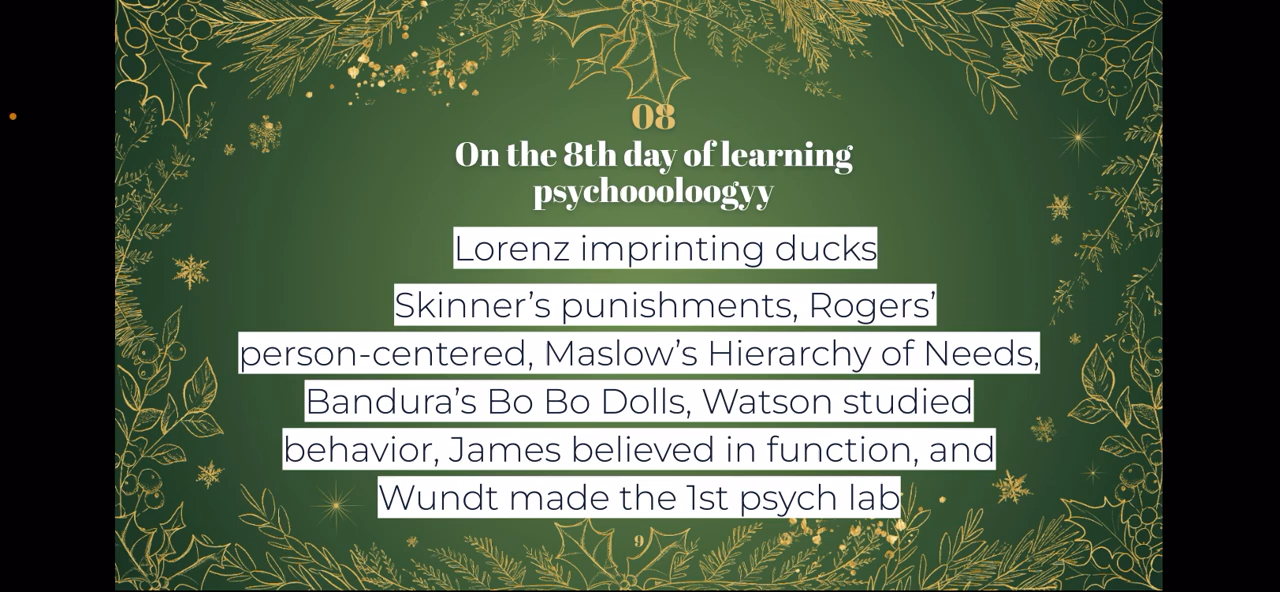 08
On the 8th day of learning
psychoooloogyy
Lorenz imprinting ducks
Skinner’s punishments, Rogers’
person-centered, Maslow’s Hierarchy of Needs,
Bandura’s Bo Bo Dolls, Watson studied
behavior, James believed in function, and
Wundt made the 1st psych lab
9